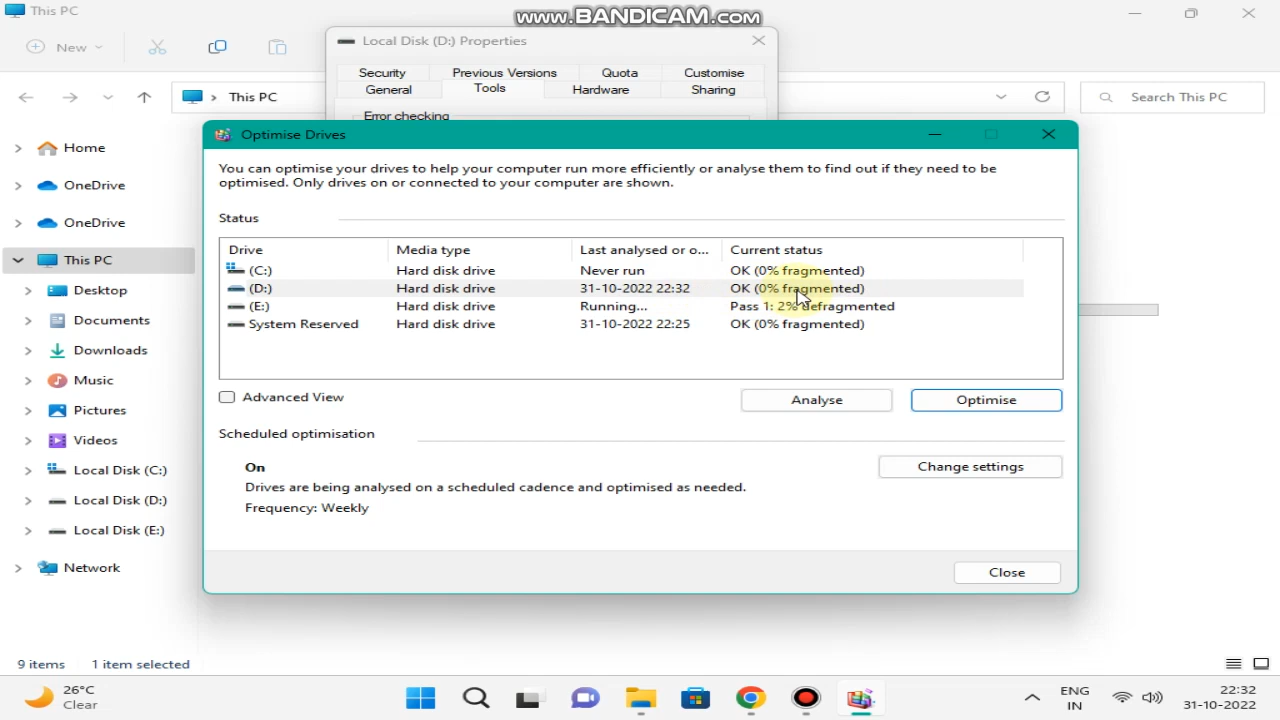 This PC
www.BANDICAM.com
New
Local Disk (D:) Properties
Security Previous Versions Quota Customise
General Tools Hardware Sharing
This PC
Search This PC
Error checking
Optimise Drives
You can optimise your drives to help your computer run more efficiently or analyse them to find out if they need to be
optimised. Only drives on or connected to your computer are shown.
Status
Drive Media type Last analysed or o... Current status
(C:) Hard disk drive Never run OK (0% fragmented)
(D:) Hard disk drive 31-10-2022 22:32 OK (0% fragmented)
(E:) Hard disk drive Running... Pass 1: 2% defragmented
System Reserved Hard disk drive 31-10-2022 22:25 OK (0% fragmented)
Advanced View
Analyse
Optimise
Scheduled optimisation
On
Change settings
Drives are being analysed on a scheduled cadence and optimised as needed.
Frequency: Weekly
Close
Home
OneDrive
OneDrive
This PC
Desktop
Documents
Downloads
Music
Pictures
Videos
Local Disk (C:)
Local Disk (D:)
Local Disk (E:)
Network
9 items 1 item selected
26°C
Clear
ENG
IN
22:32
31-10-2022